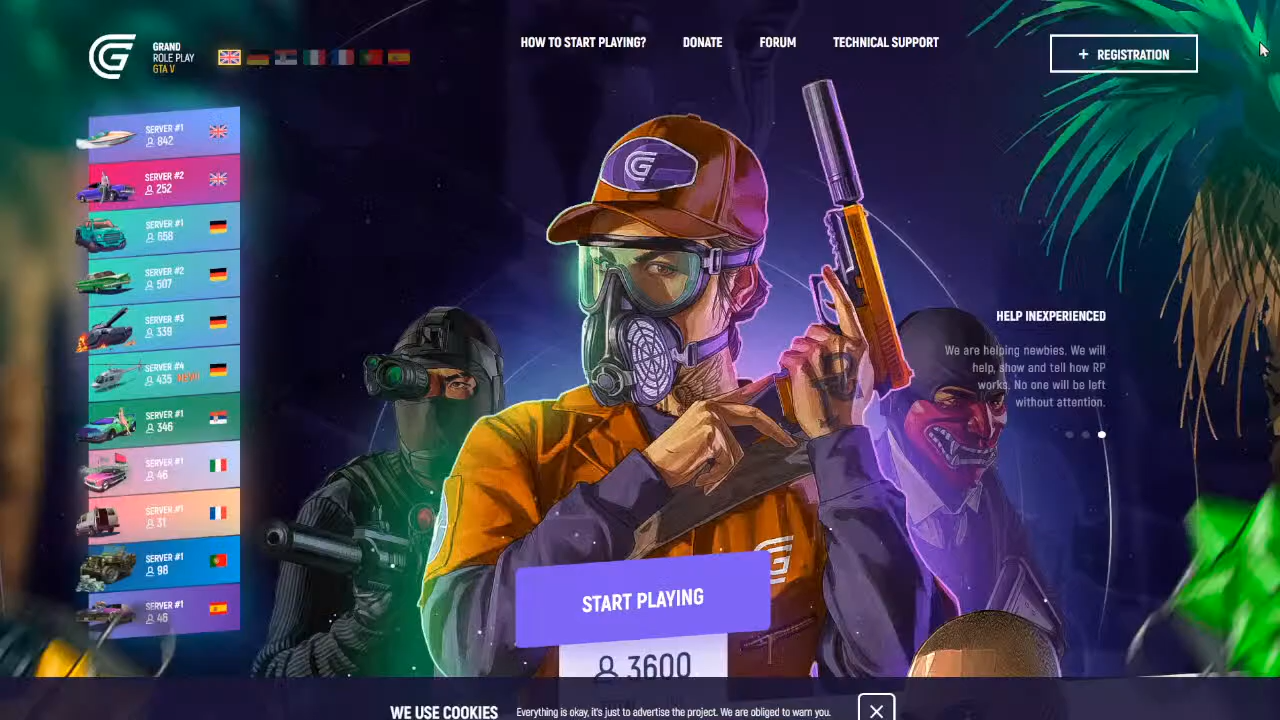 GRAND
ROLE PLAY
GTA V
HOW TO START PLAYING?
DONATE
FORUM
TECHNICAL SUPPORT
+ REGISTRATION
SERVER #1
842
SERVER #2
252
SERVER #1
658
SERVER #2
507
SERVER #3
339
SERVER #4
435 NEW!
SERVER #1
346
SERVER #1
46
SERVER #1
31
SERVER #1
98
SERVER #1
46
HELP INEXPERIENCED
We are helping newbies. We will
help, show and tell how RP
works. No one will be left
without attention.
START PLAYING
3600
WE USE COOKIES
Everything is okay, it's just to advertise the project. We are obliged to warn you.